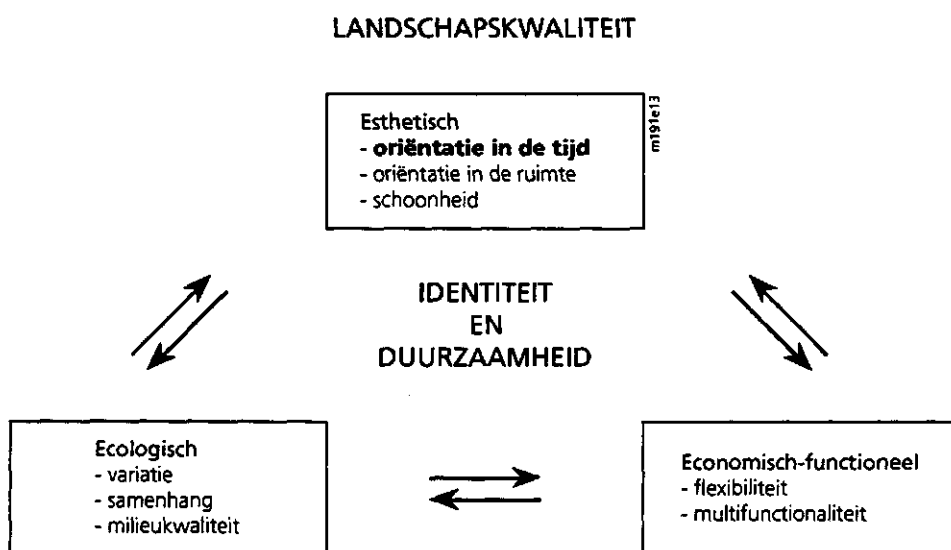 LANDSCHAPSKWALITEIT
Esthetisch
- oriëntatie in de tijd
- oriëntatie in de ruimte
- schoonheid
m191e13
IDENTITEIT
EN
DUURZAAMHEID
Ecologisch
- variatie
- samenhang
- milieukwaliteit
Economisch-functioneel
- flexibiliteit
- multifunctionaliteit